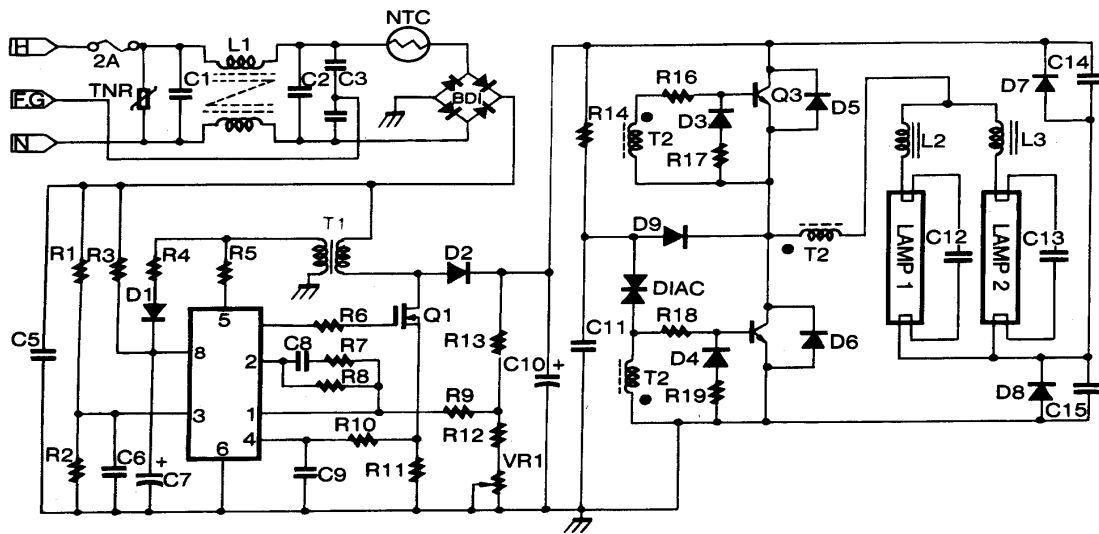 NTC
H
2A
L1
C1
C2
C3
TNR
F.G
N
BDI
R14
R16
D3
R17
T2
Q3
D5
D7
C14
L2
L3
LAMP 1
LAMP 2
C12
C13
T1
D9
T2
R1
R3
R4
R5
D2
D1
DIAC
Q1
R6
R13
R18
D4
R19
T2
D6
C5
C11
C10
+
5
8
2
3
1
6
4
C8
R7
R8
R9
R10
R12
D8
C15
R2
C6
+
C7
C9
R11
VR1